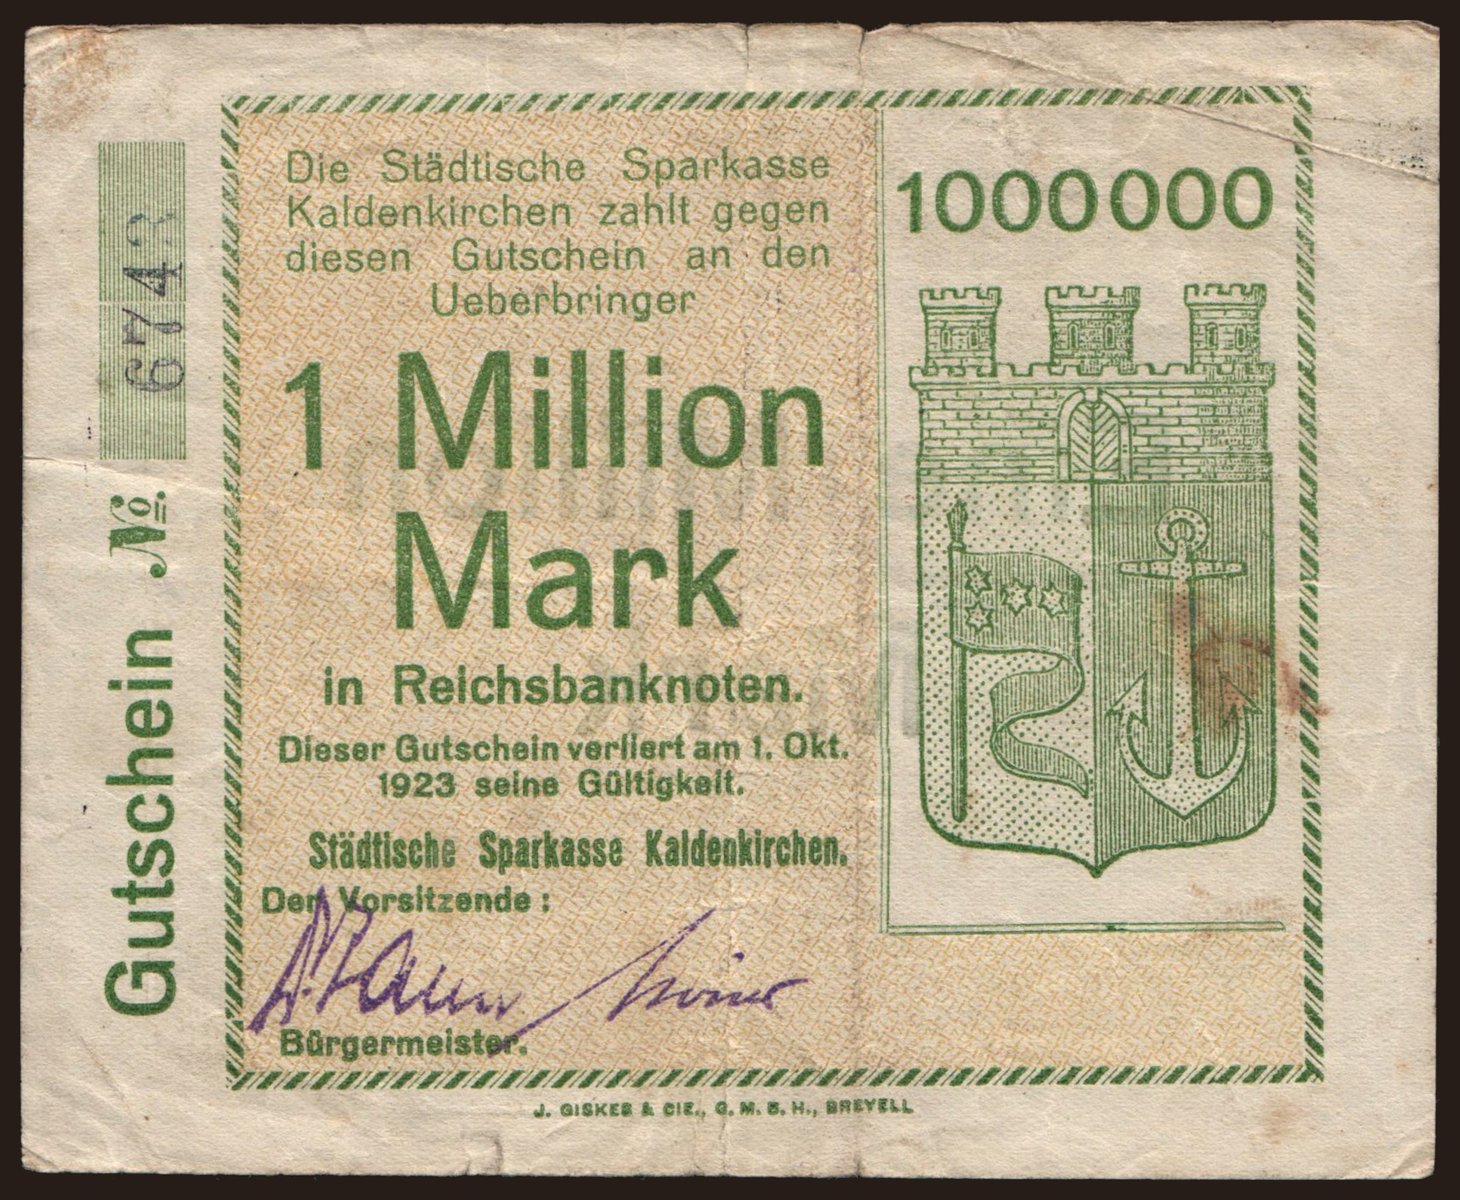 Gutschein №
674
Die Städtische Sparkasse
Kaldenkirchen zahlt gegen
diesen Gutschein an den
Ueberbringer
1 Million
Mark
in Reichsbanknoten.
Dieser Gutschein verliert am 1. Okt.
1923 seine Gültigkeit.
Städtische Sparkasse Kaldenkirchen.
Der Vorsitzende :
Bürgermeister.
1000000
J. GISKES & CIE., G. M. B. H., BREYELL